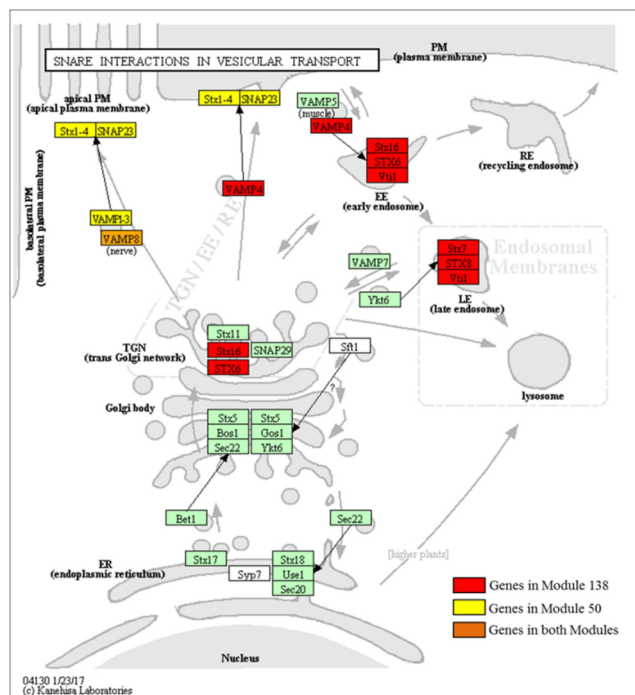 SNARE INTERACTIONS IN VESICULAR TRANSPORT
PM
(plasma membrane)
apical PM
(apical plasma membrane)
Stx1-4 SNAP23
Stx1-4 SNAP23
VAMP5
(muscle)
VAMP4
Stx16
STX6
Vti1
EE
(early endosome)
RE
(recycling endosome)
basolateral PM
(basolateral plasma membrane)
VAMP4
VAMP1-3
VAMP8
(nerve)
TGN/EE/RE
VAMP7
Ykt6
Stx7
STX8
Vti1
LE
(late endosome)
Endosomal
Membranes
lysosome
TGN
(trans Golgi network)
Stx11
Stx16 SNAP29
STX6
Sft1
?
Golgi body
Stx5 Stx5
Bos1 Gos1
Sec22 Ykt6
Bet1
Sec22
ER
(endoplasmic reticulum)
Stx17
Syp7
Stx18
Use1
Sec20
[higher plants]
Nucleus
Genes in Module 138
Genes in Module 50
Genes in both Modules
04130 1/23/17
(c) Kanehisa Laboratories